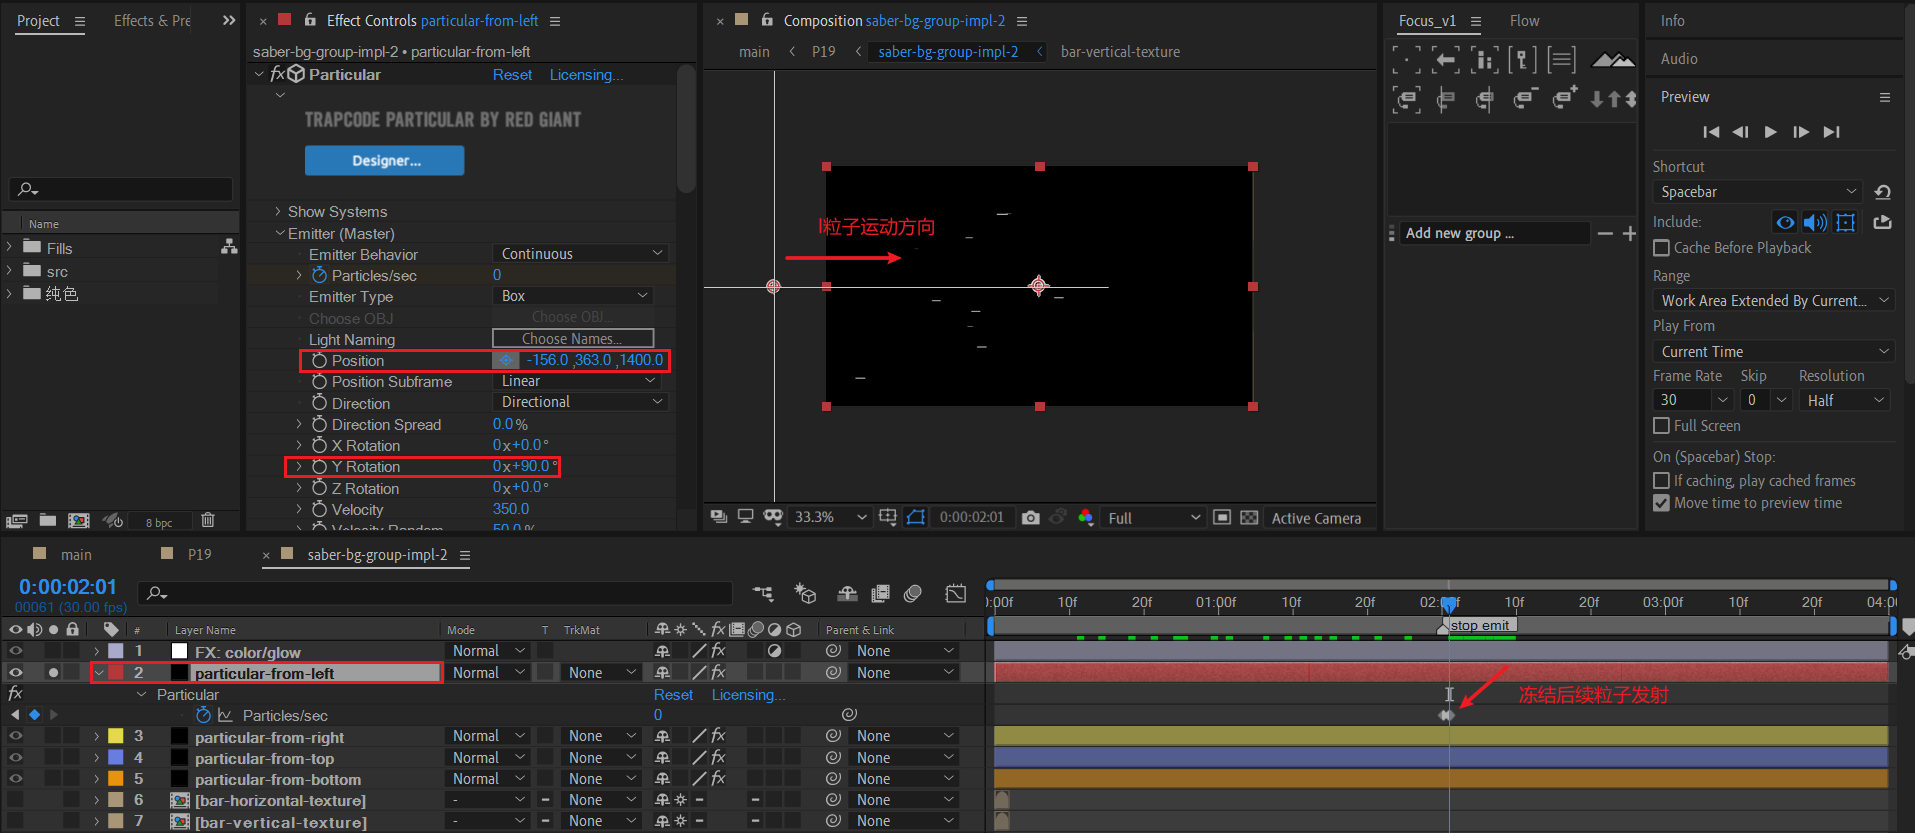 Project
Effects & Pre
Name
Fills
src
纯色
8 bpc
Effect Controls particular-from-left
saber-bg-group-impl-2 • particular-from-left
fx Particular Reset Licensing...
TRAPCODE PARTICULAR BY RED GIANT
Designer...
Show Systems
Emitter (Master)
Emitter Behavior Continuous
Particles/sec 0
Emitter Type Box
Choose OBJ Choose OBJ...
Light Naming Choose Names...
Position -156.0 ,363.0 ,1400.0
Position Subframe Linear
Direction Directional
Direction Spread 0.0 %
X Rotation 0x+0.0°
Y Rotation 0x+90.0°
Z Rotation 0x+0.0°
Velocity 350.0
Velocity Random 50.0 %
Composition saber-bg-group-impl-2
main P19 saber-bg-group-impl-2 bar-vertical-texture
粒子运动方向
33.3% 0:00:02:01 Full Active Camera
Focus_v1 Flow
Add new group ...
Info
Audio
Preview
Shortcut
Spacebar
Include:
Cache Before Playback
Range
Work Area Extended By Current...
Play From
Current Time
Frame Rate Skip Resolution
30 0 Half
Full Screen
On (Spacebar) Stop:
If caching, play cached frames
Move time to preview time
main P19 saber-bg-group-impl-2
0:00:02:01
00061 (30.00 fps)
# Layer Name Mode T TrkMat fx Parent & Link
):00f 10f 20f 01:00f 10f 20f 02:00f 10f 20f 03:00f 10f 20f 04:00
stop emit
1 FX: color/glow Normal None
2 particular-from-left Normal None fx None
fx Particular Reset Licensing...
Particles/sec 0
冻结后续粒子发射
3 particular-from-right Normal None fx None
4 particular-from-top Normal None fx None
5 particular-from-bottom Normal None fx None
6 [bar-horizontal-texture] - None None
7 [bar-vertical-texture] - None None